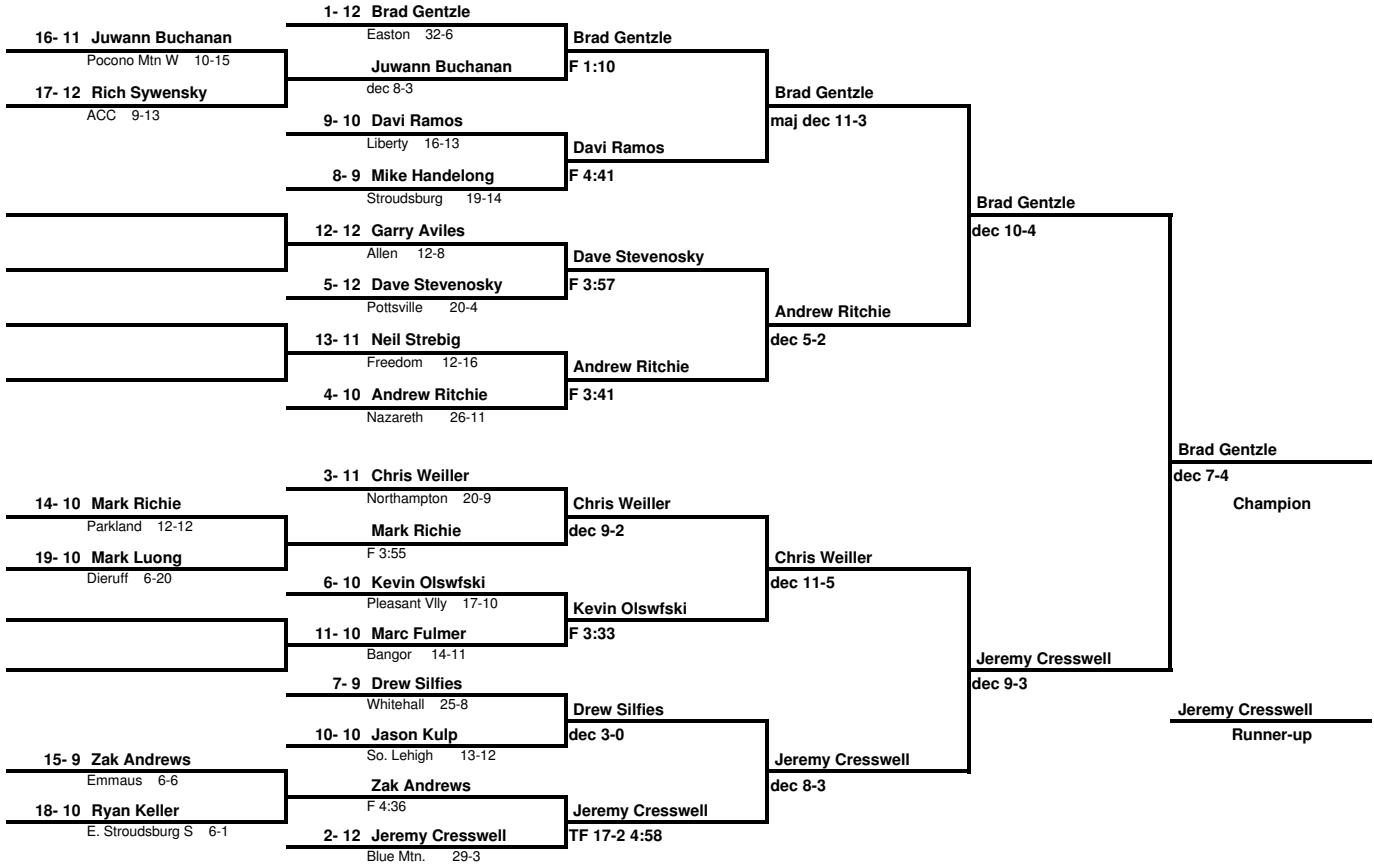 1- 12 Brad Gentzle
Easton 32-6
16- 11 Juwann Buchanan
Pocono Mtn W 10-15
Brad Gentzle
F 1:10
Juwann Buchanan
dec 8-3
17- 12 Rich Sywensky
ACC 9-13
Brad Gentzle
maj dec 11-3
9- 10 Davi Ramos
Liberty 16-13
Davi Ramos
F 4:41
8- 9 Mike Handelong
Stroudsburg 19-14
Brad Gentzle
dec 10-4
12- 12 Garry Aviles
Allen 12-8
Dave Stevenosky
F 3:57
5- 12 Dave Stevenosky
Pottsville 20-4
Andrew Ritchie
dec 5-2
13- 11 Neil Strebig
Freedom 12-16
Andrew Ritchie
F 3:41
4- 10 Andrew Ritchie
Nazareth 26-11
Brad Gentzle
dec 7-4
Champion
3- 11 Chris Weiller
Northampton 20-9
14- 10 Mark Richie
Parkland 12-12
Chris Weiller
dec 9-2
Mark Richie
F 3:55
19- 10 Mark Luong
Dieruff 6-20
Chris Weiller
dec 11-5
6- 10 Kevin Olswfski
Pleasant Vlly 17-10
Kevin Olswfski
F 3:33
11- 10 Marc Fulmer
Bangor 14-11
Jeremy Cresswell
dec 9-3
7- 9 Drew Silfies
Whitehall 25-8
Drew Silfies
dec 3-0
Jeremy Cresswell
Runner-up
10- 10 Jason Kulp
So. Lehigh 13-12
15- 9 Zak Andrews
Emmaus 6-6
Jeremy Cresswell
dec 8-3
Zak Andrews
F 4:36
18- 10 Ryan Keller
E. Stroudsburg S 6-1
Jeremy Cresswell
TF 17-2 4:58
2- 12 Jeremy Cresswell
Blue Mtn. 29-3